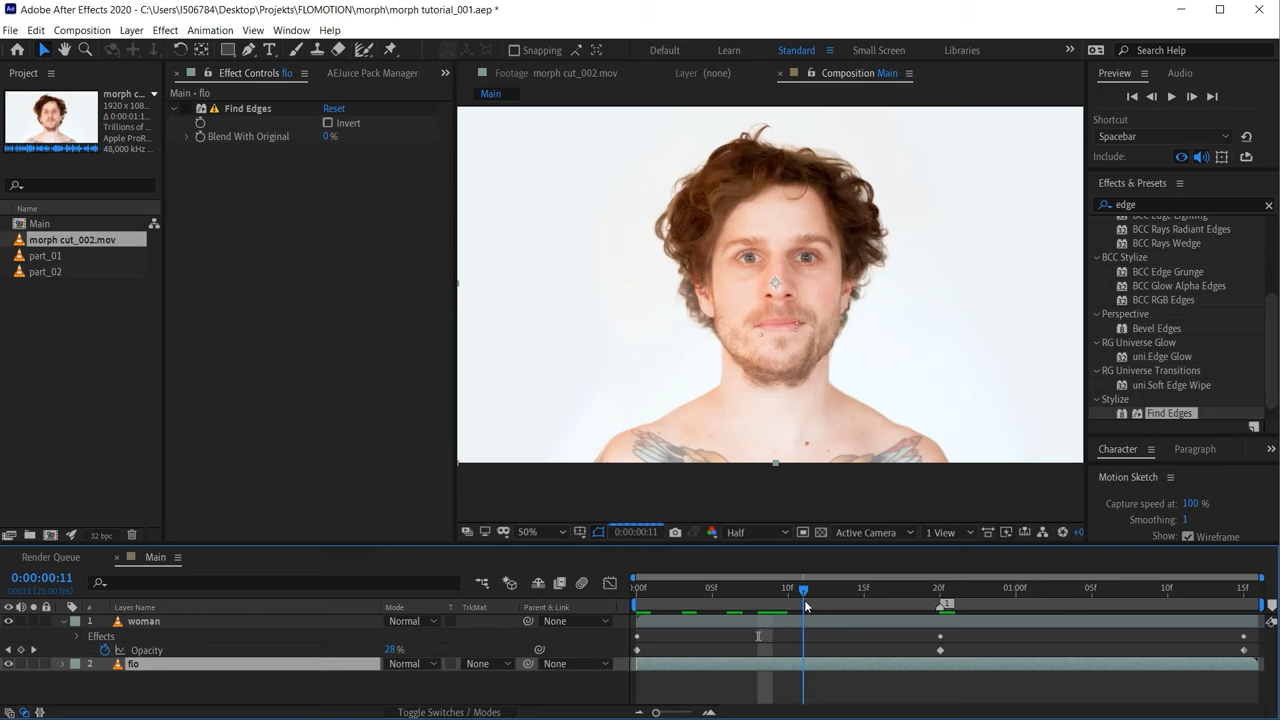 Adobe After Effects 2020 - C:\Users\I506784\Desktop\Projekts\FLOMOTION\morph\morph tutorial_001.aep *
File Edit Composition Layer Effect Animation View Window Help
Snapping Default Learn Standard Small Screen Libraries Search Help
Project
morph c...
1920 x 108...
Δ 0:00:01:1...
Trillions of ...
Apple ProR...
48,000 kHz...
Name
Main
morph cut_002.mov
part_01
part_02
32 bpc
Effect Controls flo AEJuice Pack Manager
Main • flo
Find Edges Reset
Invert
Blend With Original 0 %
Footage morph cut_002.mov Layer (none) Composition Main
Main
50% 0:00:00:11 Half Active Camera 1 View +0
Preview Audio
Shortcut
Spacebar
Include:
Effects & Presets
edge
BCC Edge Lighting
BCC Rays Radiant Edges
BCC Rays Wedge
BCC Stylize
BCC Edge Grunge
BCC Glow Alpha Edges
BCC RGB Edges
Perspective
Bevel Edges
RG Universe Glow
uni.Edge Glow
RG Universe Transitions
uni.Soft Edge Wipe
Stylize
Find Edges
Character Paragraph
Motion Sketch
Capture speed at: 100 %
Smoothing: 1
Show: Wireframe
Render Queue Main
0:00:00:11
00011 (25.00 fps)
:00f 05f 10f 15f 20f 01:00f 05f 10f 15f
1
# Layer Name Mode T TrkMat Parent & Link
1 woman Normal None
Effects
Opacity 28 %
2 flo Normal None None
Toggle Switches / Modes